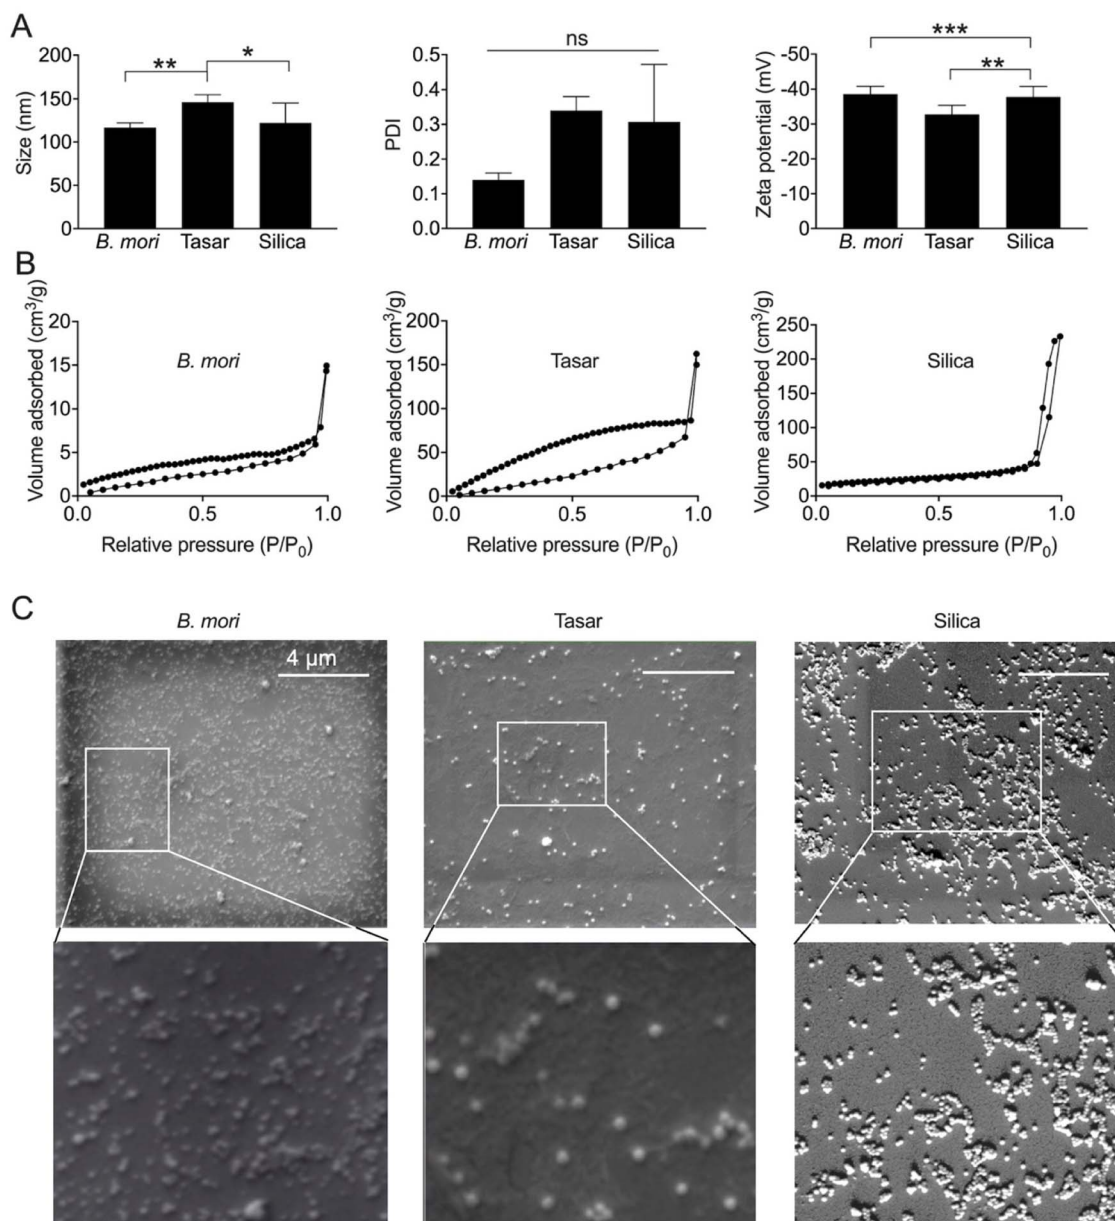 A
Size (nm)
200
150
100
50
0
** *
B. mori Tasar Silica
PDI
0.5
0.4
0.3
0.2
0.1
0.0
ns
B. mori Tasar Silica
Zeta potential (mV)
-50
-40
-30
-20
-10
0
***
**
B. mori Tasar Silica
B
Volume adsorbed (cm³/g)
20
15
10
5
0
B. mori
0.0 0.5 1.0
Relative pressure (P/P₀)
Volume adsorbed (cm³/g)
200
150
100
50
0
Tasar
0.0 0.5 1.0
Relative pressure (P/P₀)
Volume adsorbed (cm³/g)
250
200
150
100
50
0
Silica
0.0 0.5 1.0
Relative pressure (P/P₀)
C
B. mori Tasar Silica
4 µm